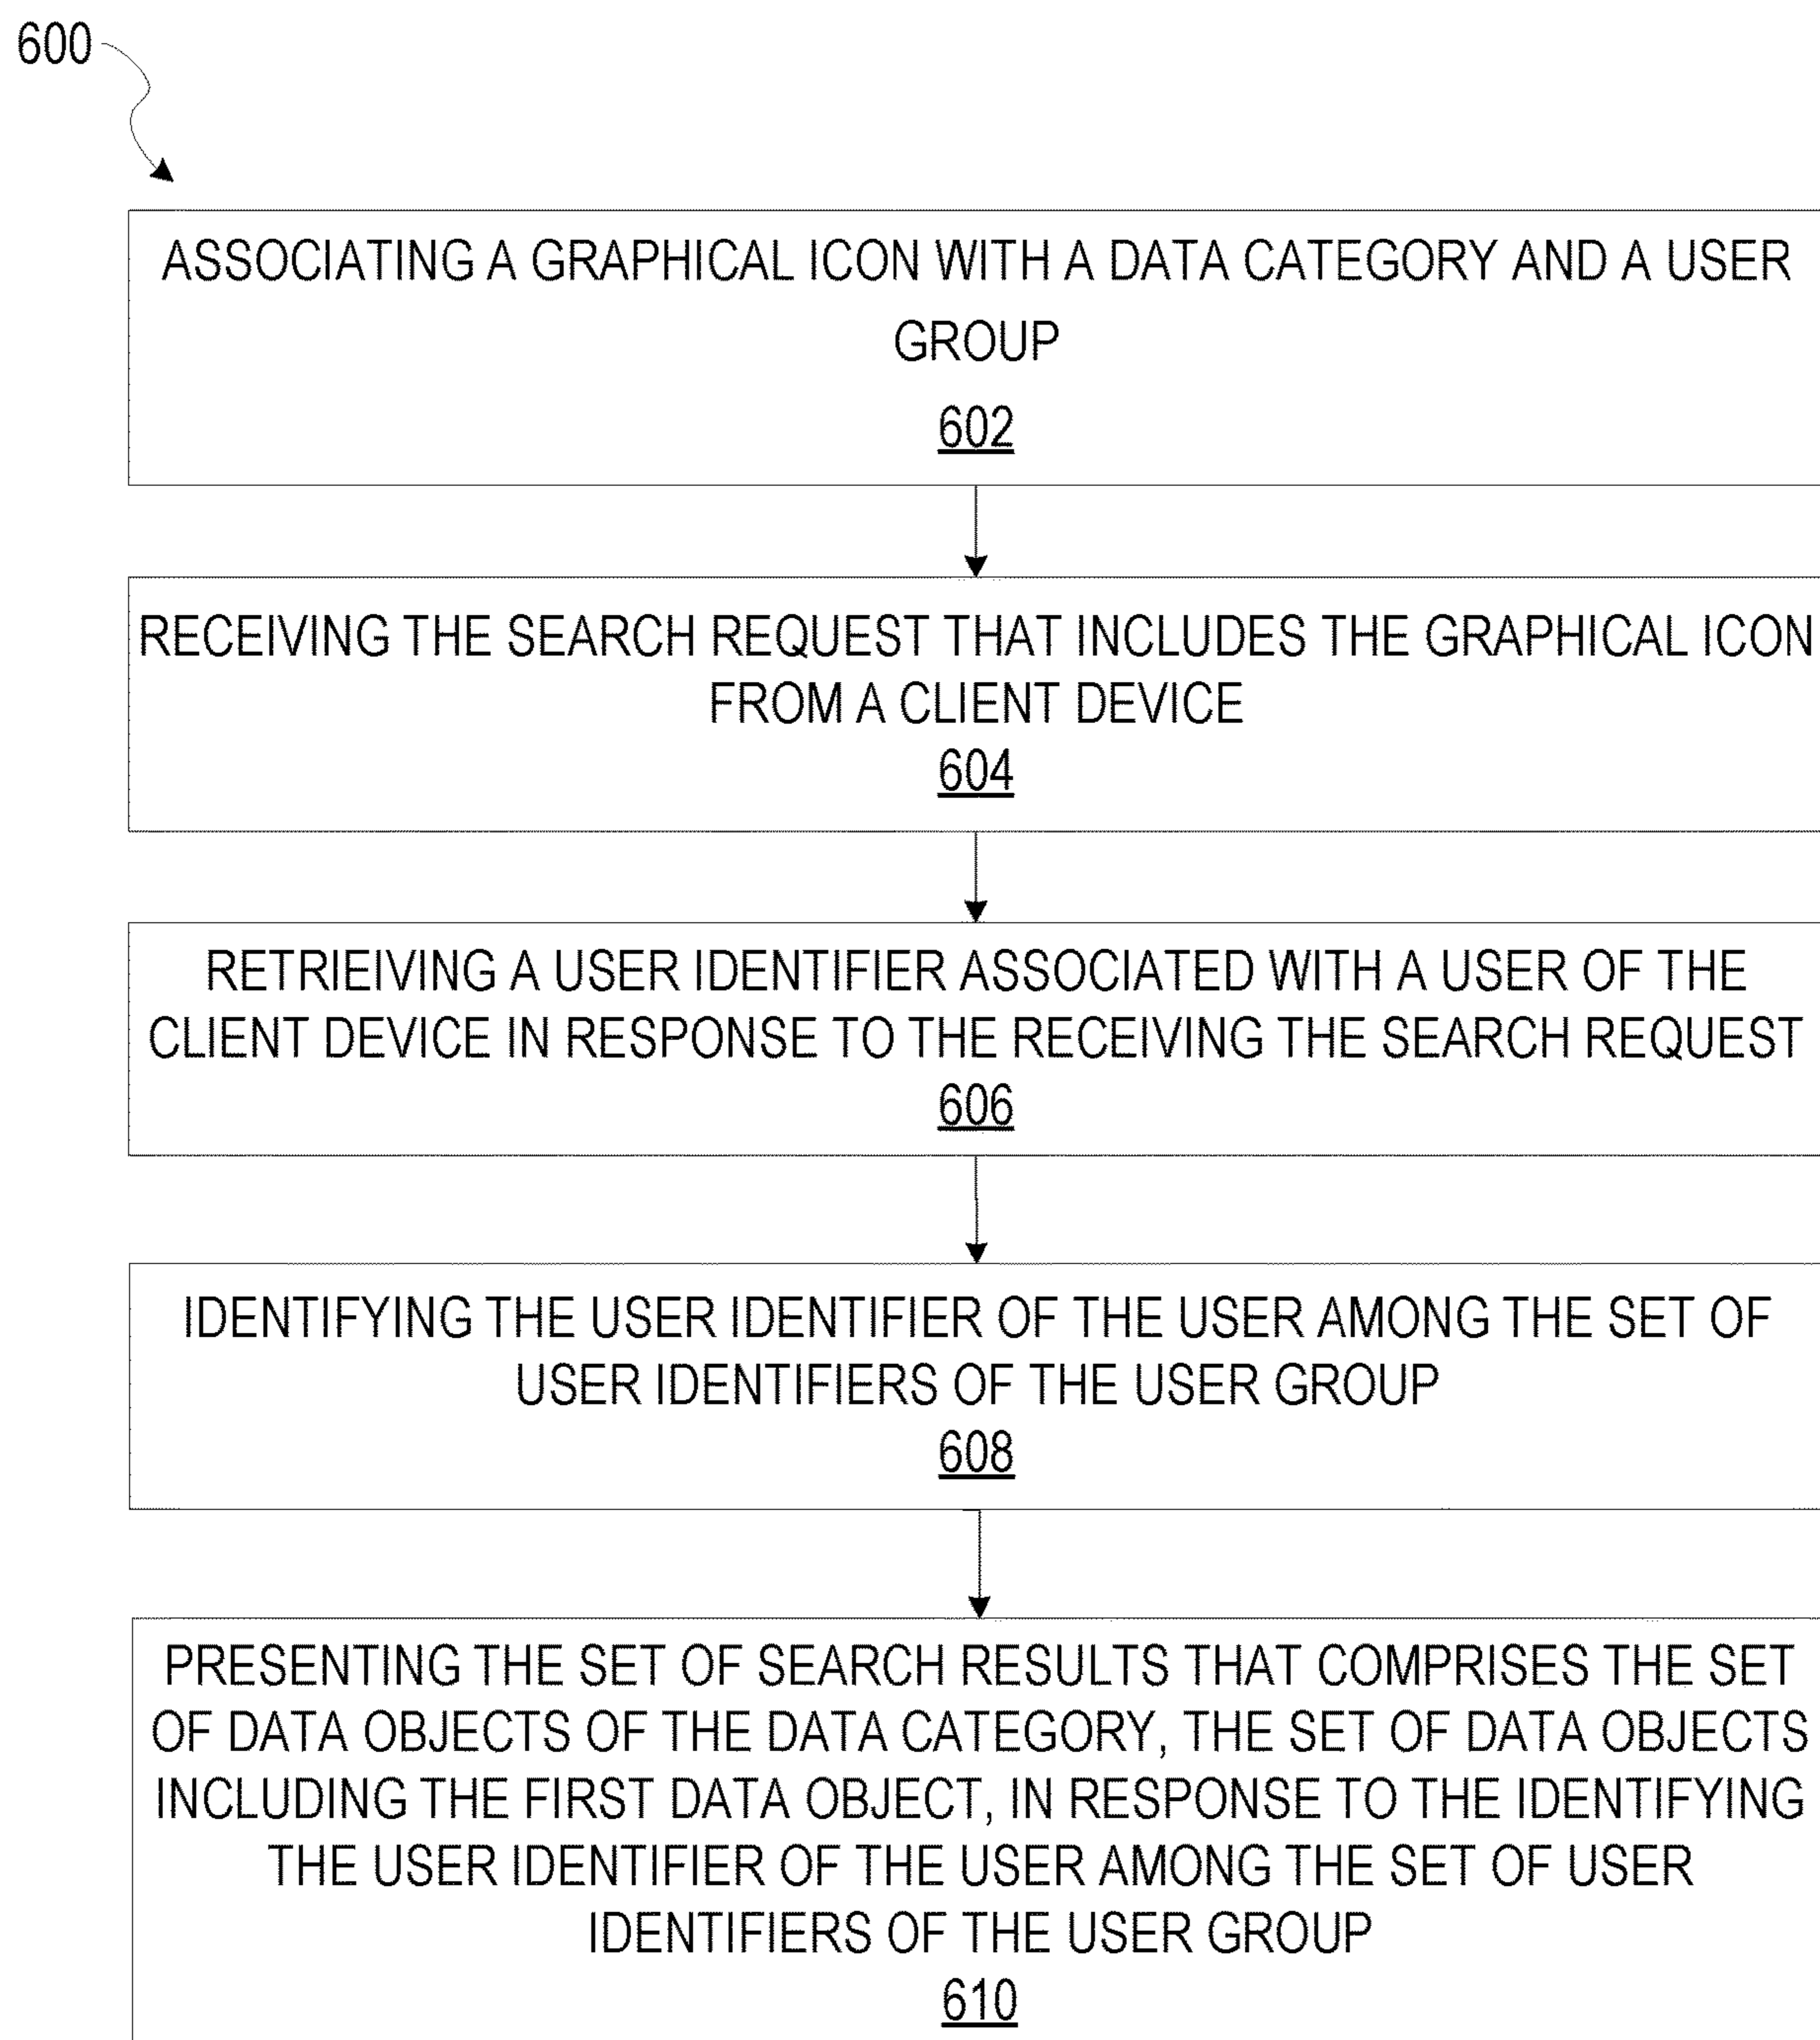 600
ASSOCIATING A GRAPHICAL ICON WITH A DATA CATEGORY AND A USER
GROUP
602
RECEIVING THE SEARCH REQUEST THAT INCLUDES THE GRAPHICAL ICON
FROM A CLIENT DEVICE
604
RETRIEIVING A USER IDENTIFIER ASSOCIATED WITH A USER OF THE
CLIENT DEVICE IN RESPONSE TO THE RECEIVING THE SEARCH REQUEST
606
IDENTIFYING THE USER IDENTIFIER OF THE USER AMONG THE SET OF
USER IDENTIFIERS OF THE USER GROUP
608
PRESENTING THE SET OF SEARCH RESULTS THAT COMPRISES THE SET
OF DATA OBJECTS OF THE DATA CATEGORY, THE SET OF DATA OBJECTS
INCLUDING THE FIRST DATA OBJECT, IN RESPONSE TO THE IDENTIFYING
THE USER IDENTIFIER OF THE USER AMONG THE SET OF USER
IDENTIFIERS OF THE USER GROUP
610